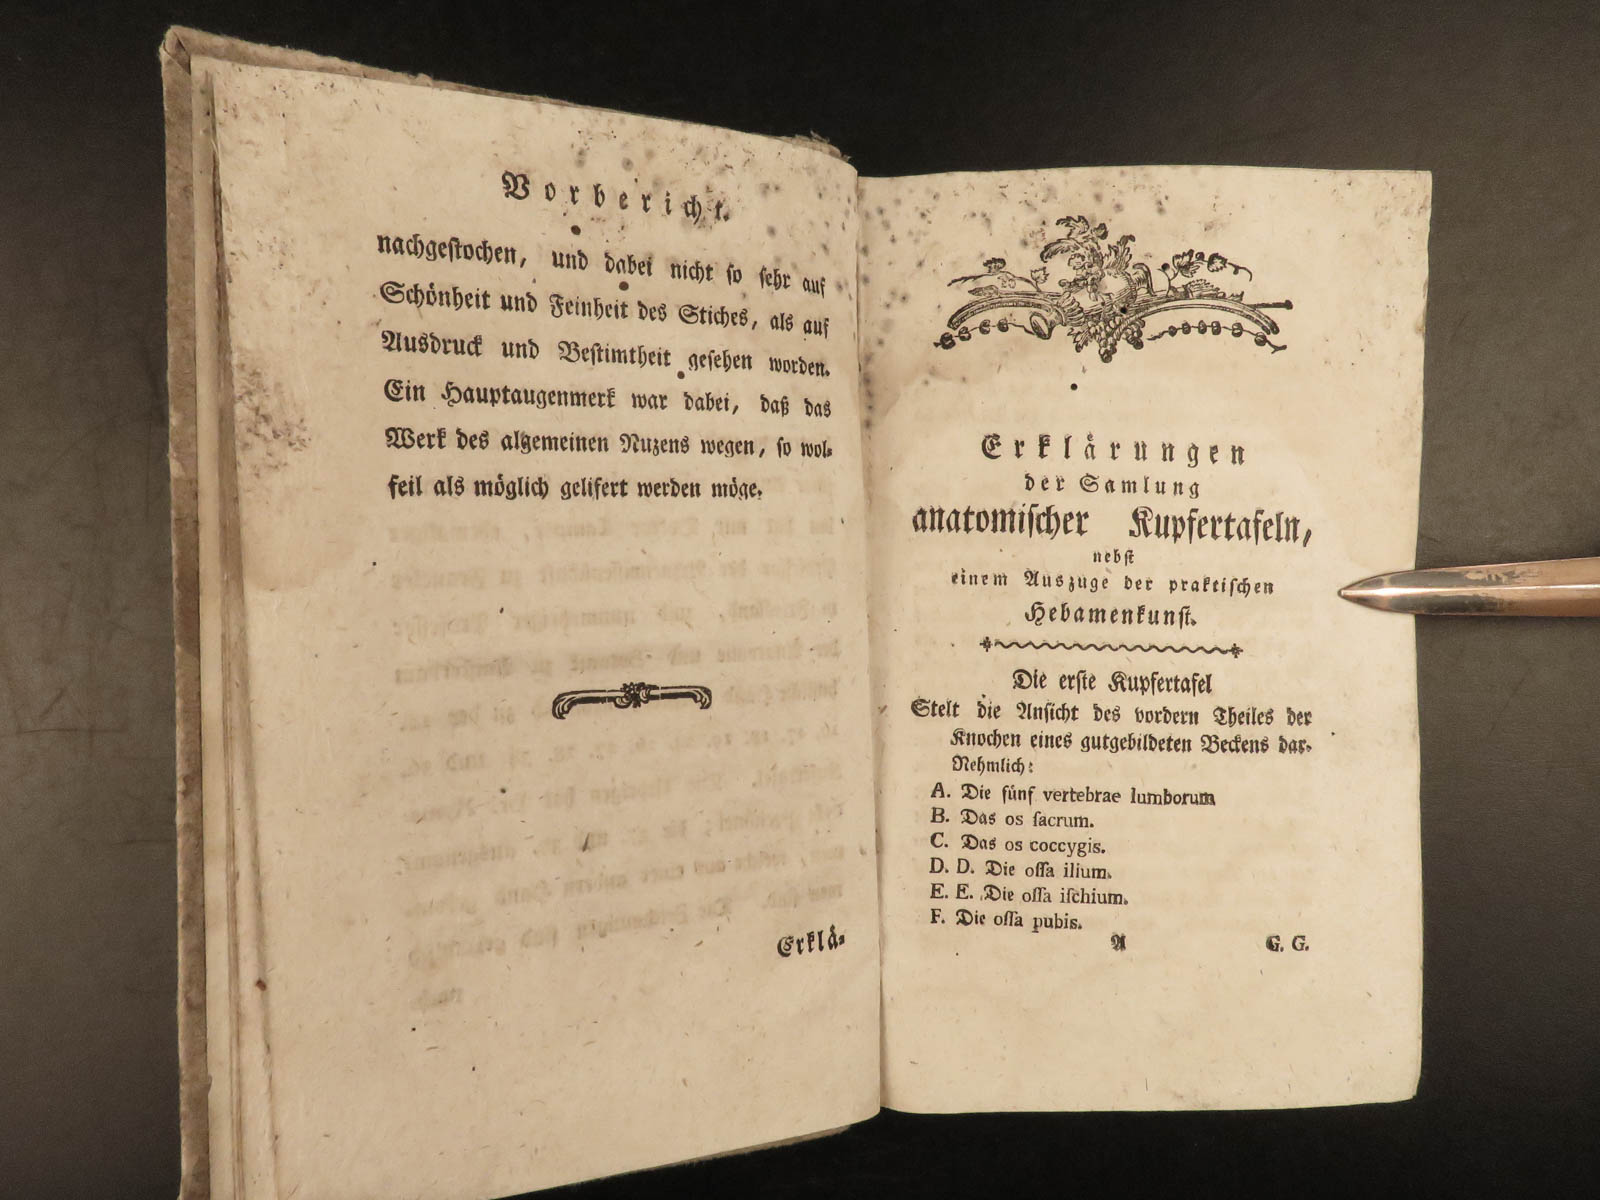 Vorbericht.
nachgestochen, und dabei nicht so sehr auf
Schönheit und Feinheit des Stiches, als auf
Ausdruck und Bestimtheit gesehen worden.
Ein Hauptaugenmerk war dabei, daß das
Werk des algemeinen Nuzens wegen, so wol-
feil als möglich gelifert werden möge.
Erklä-
Erklärungen
der Samlung
anatomischer Kupfertafeln,
nebst
einem Auszuge der praktischen
Hebamenkunst.
Die erste Kupfertafel
Stelt die Ansicht des vordern Theiles der
Knochen eines gutgebildeten Beckens dar.
Nehmlich:
A. Die fünf vertebrae lumborum
B. Das os ſacrum.
C. Das os coccygis.
D. D. Die oſſa ilium.
E. E. Die oſſa iſchium.
F. Die oſſa pubis.
A G. G.